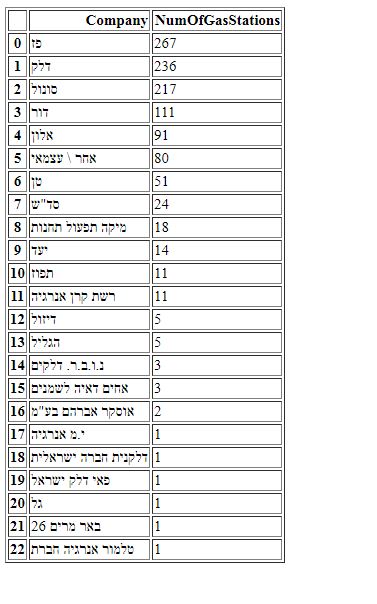 Company NumOfGasStations
0 פז 267
1 דלק 236
2 סונול 217
3 דור 111
4 אלון 91
5 אחר \ עצמאי 80
6 טן 51
7 סד"ש 24
8 מיקה תפעול תחנות 18
9 יעד 14
10 תפוז 11
11 רשת קרן אנרגיה 11
12 דיזול 5
13 הגליל 5
14 נ.ו.ב.ר. דלקים 3
15 אחים דאיה לשמנים 3
16 אוסקר אברהם בע"מ 2
17 י.מ אנרגיה 1
18 דלקנית חברה ישראלית 1
19 פאי דלק ישראל 1
20 גל 1
21 באר מרים 26 1
22 טלמור אנרגיה חברת 1